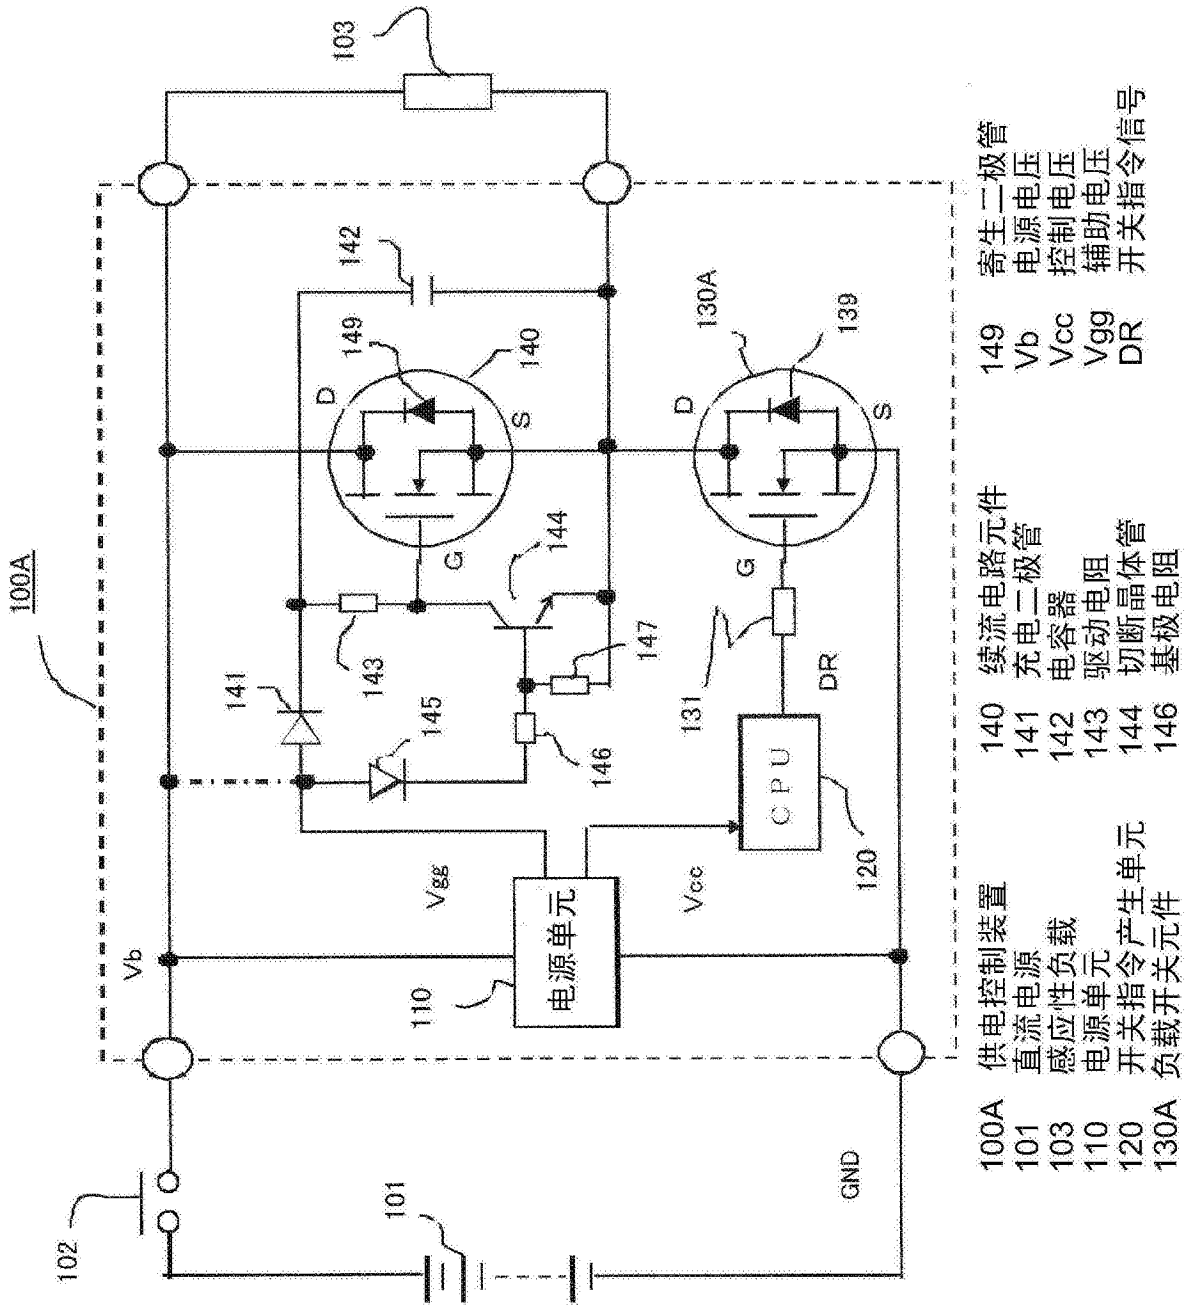 100A
102
101
GND
Vb
110
电源单元
Vgg
Vcc
120
CPU
DR
131
141
145
146
143
144
147
G
G
D
S
D
S
149
140
142
130A
139
103
100A 供电控制装置
101 直流电源
103 感应性负载
110 电源单元
120 开关指令产生单元
130A 负载开关元件
140 续流电路元件
141 充电二极管
142 电容器
143 驱动电阻
144 切断晶体管
146 基极电阻
149 寄生二极管
Vb 电源电压
Vcc 控制电压
Vgg 辅助电压
DR 开关指令信号